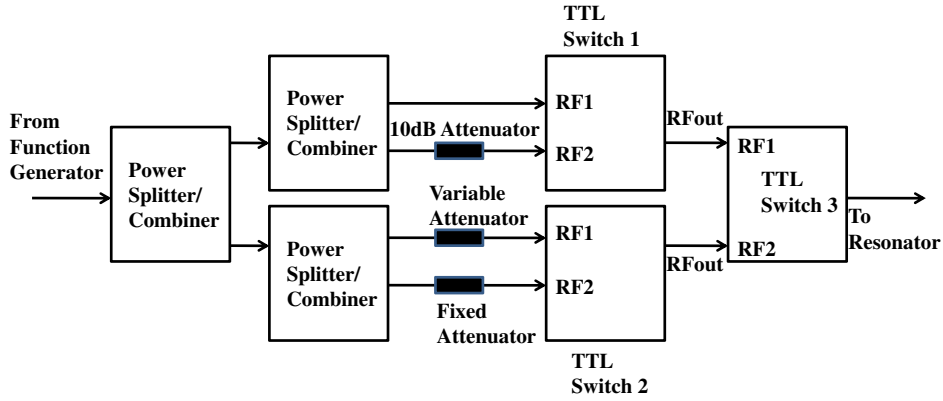 From
Function
Generator
Power
Splitter/
Combiner
Power
Splitter/
Combiner
10dB Attenuator
TTL
Switch 1
RF1
RF2
RFout
Power
Splitter/
Combiner
Variable
Attenuator
Fixed
Attenuator
RF1
RF2
TTL
Switch 2
RFout
RF1
TTL
Switch 3
RF2
To
Resonator